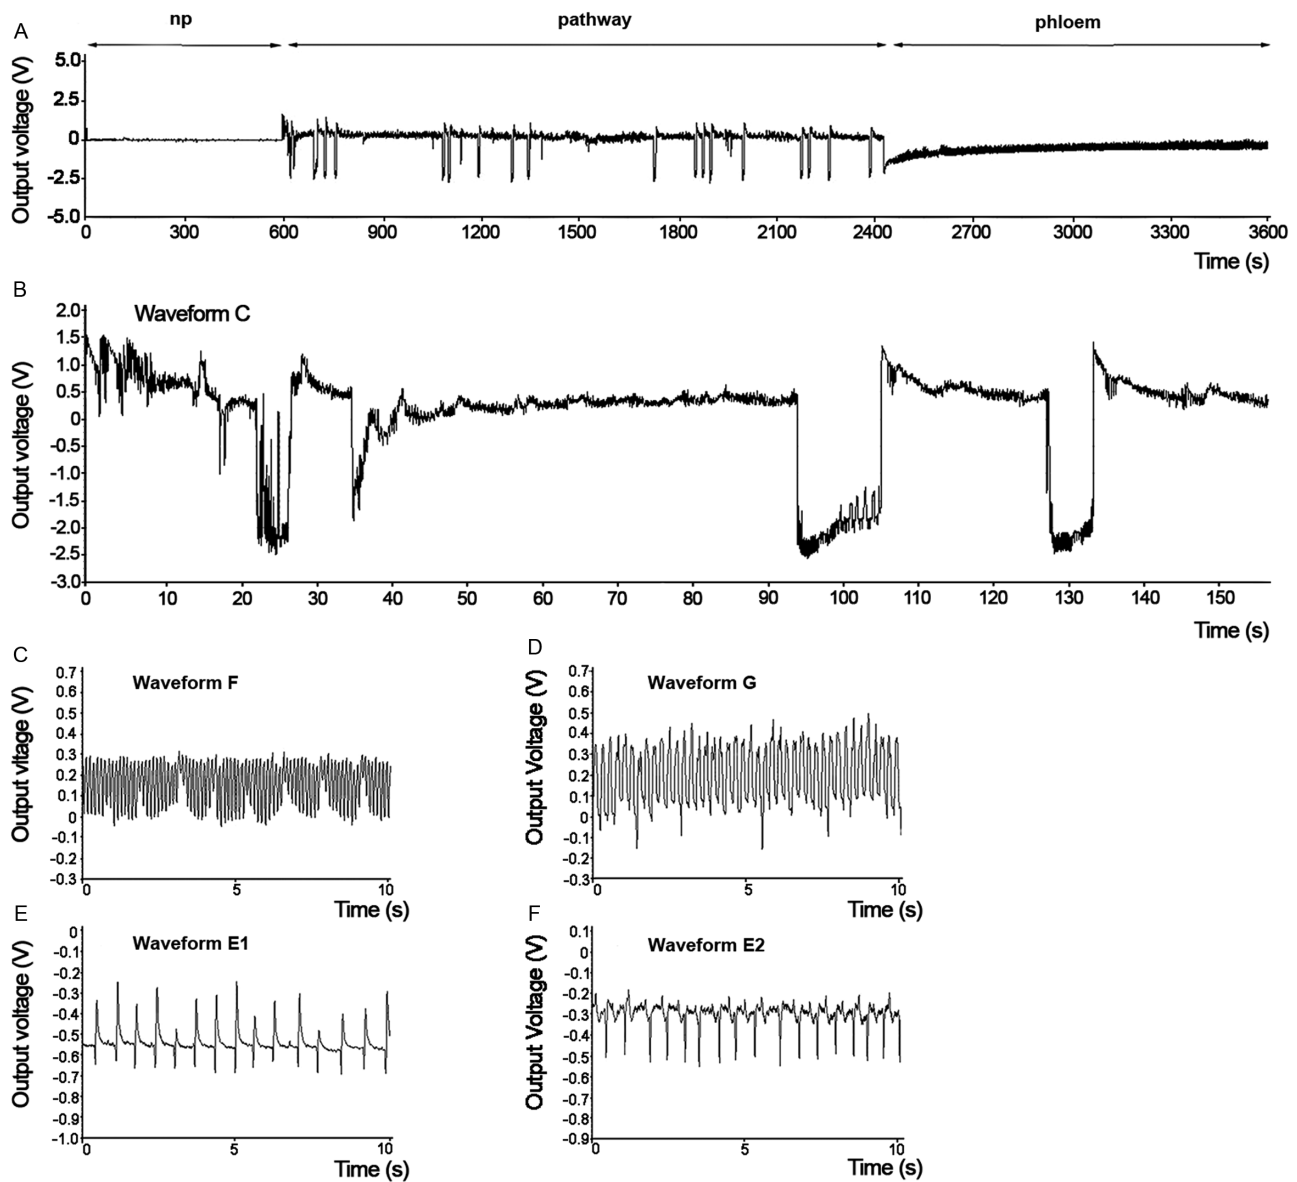 A
np pathway phloem
Output voltage (V)
5.0
2.5
0
-2.5
-5.0
0 300 600 900 1200 1500 1800 2100 2400 2700 3000 3300 3600
Time (s)
B
Waveform C
Output voltage (V)
2.0
1.5
1.0
0.5
0
-0.5
-1.0
-1.5
-2.0
-2.5
-3.0
0 10 20 30 40 50 60 70 80 90 100 110 120 130 140 150
Time (s)
C
Waveform F
Output vltage (V)
0.7
0.6
0.5
0.4
0.3
0.2
0.1
0
-0.1
-0.2
-0.3
0 5 10
Time (s)
D
Waveform G
Output Voltage (V)
0.7
0.6
0.5
0.4
0.3
0.2
0.1
0
-0.1
-0.2
-0.3
0 5 10
Time (s)
E
Waveform E1
Output voltage (V)
0
-0.1
-0.2
-0.3
-0.4
-0.5
-0.6
-0.7
-0.8
-0.9
-1.0
0 5 10
Time (s)
F
Waveform E2
Output Voltage (V)
0.1
0
-0.1
-0.2
-0.3
-0.4
-0.5
-0.6
-0.7
-0.8
-0.9
0 5 10
Time (s)